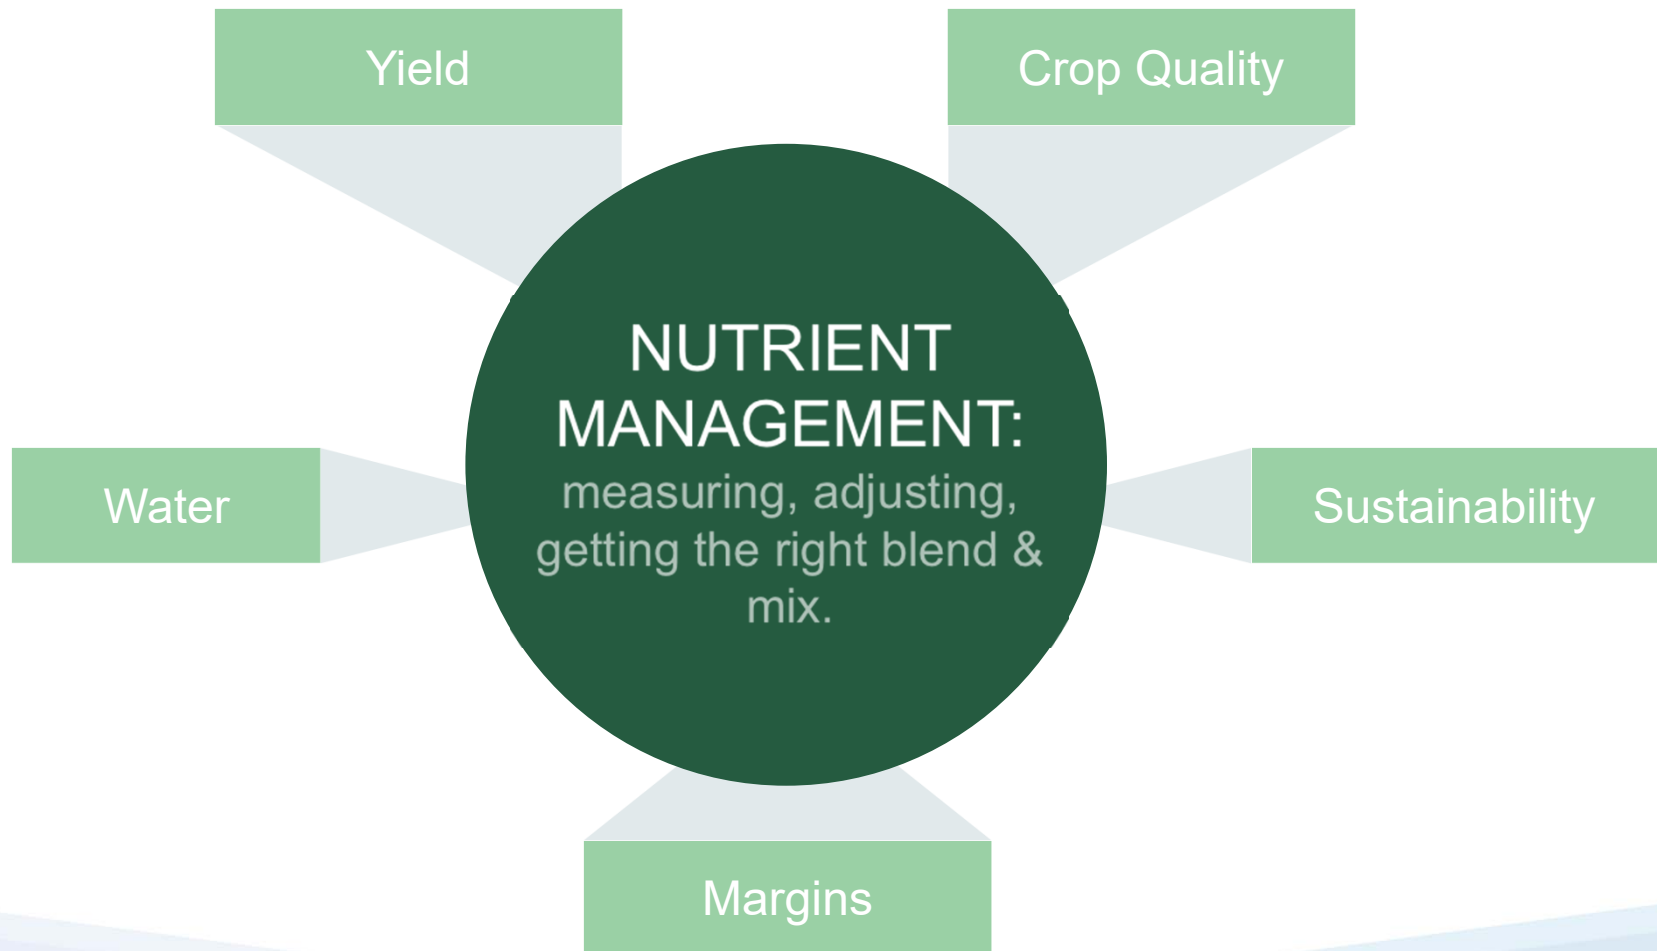 Yield
Crop Quality
NUTRIENT
MANAGEMENT:
measuring, adjusting,
getting the right blend &
mix.
Water
Sustainability
Margins